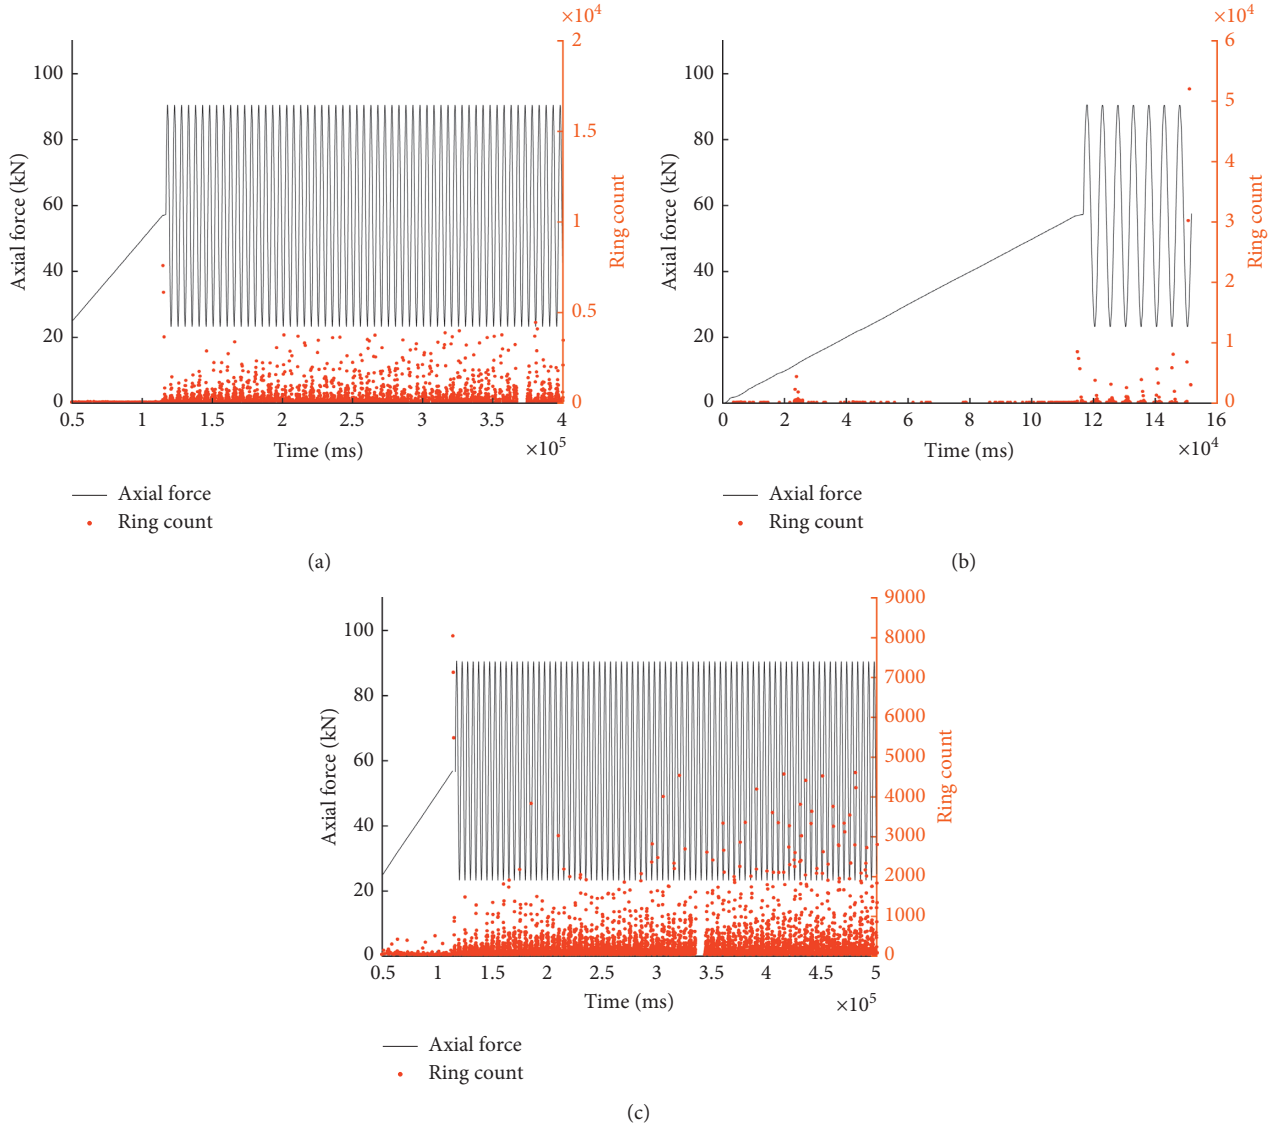 ×10⁴
2
1.5
1
0.5
0
Ring count
100
80
60
40
20
0
Axial force (kN)
0.5 1 1.5 2 2.5 3 3.5 4
Time (ms)
×10⁵
Axial force
Ring count
(a)
×10⁴
6
5
4
3
2
1
0
Ring count
100
80
60
40
20
0
Axial force (kN)
0 2 4 6 8 10 12 14 16
Time (ms)
×10⁴
Axial force
Ring count
(b)
9000
8000
7000
6000
5000
4000
3000
2000
1000
0
Ring count
100
80
60
40
20
0
Axial force (kN)
0.5 1 1.5 2 2.5 3 3.5 4 4.5 5
Time (ms)
×10⁵
Axial force
Ring count
(c)